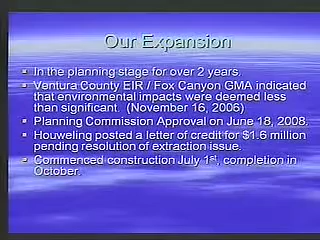 Our Expansion
In the planning stage for over 2 years.
Ventura County EIR / Fox Canyon GMA indicated
that environmental impacts were deemed less
than significant. (November 16, 2006)
Planning Commission Approval on June 18, 2008.
Houweling posted a letter of credit for $1.6 million
pending resolution of extraction issue.
Commenced construction July 1st, completion in
October.